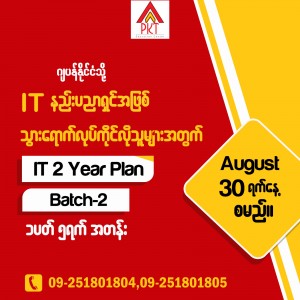 PKT
ဂျပန်နိုင်ငံသို့
IT နည်းပညာရှင်အဖြစ်
သွားရောက်လုပ်ကိုင်လိုသူများအတွက်
IT 2 Year Plan
Batch-2
၁ပတ် ၅ရက် အတန်း
August
30 ရက်နေ့
စမည်။
09-251801804,09-251801805